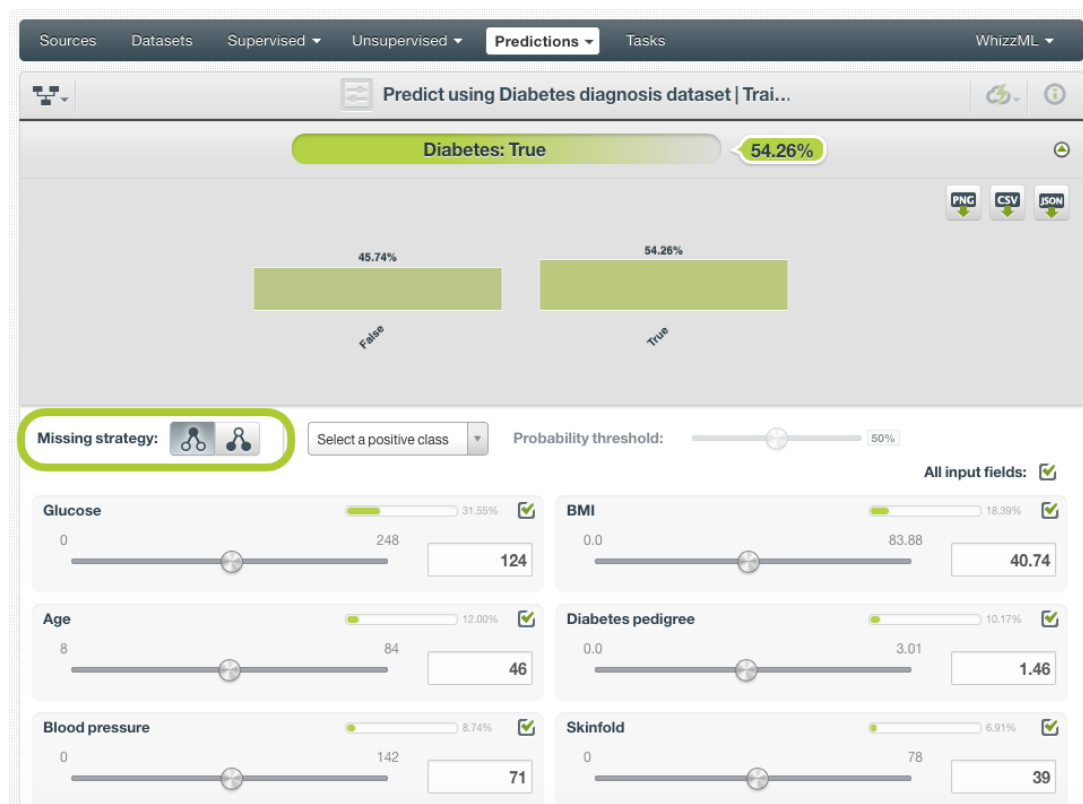 Sources Datasets Supervised Unsupervised Predictions Tasks WhizzML
Predict using Diabetes diagnosis dataset | Trai...
Diabetes: True 54.26%
PNG CSV JSON
45.74% 54.26%
False True
Missing strategy: Select a positive class Probability threshold: 50%
All input fields:
Glucose 31.55% BMI 18.39%
0 248 0.0 83.88
124 40.74
Age 12.00% Diabetes pedigree 10.17%
8 84 0.0 3.01
46 1.46
Blood pressure 8.74% Skinfold 6.91%
0 142 0 78
71 39